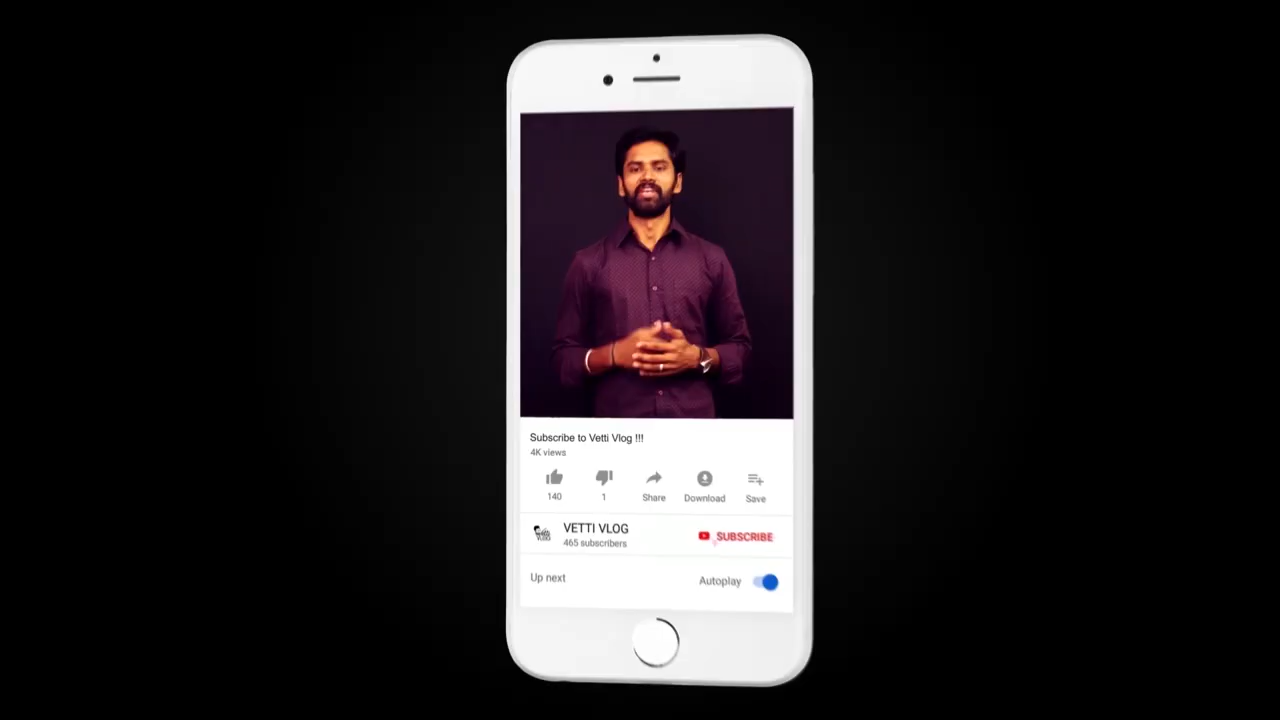 Subscribe to Vetti Vlog !!!
4K views
140
1
Share
Download
Save
VETTI VLOG
465 subscribers
SUBSCRIBE
Up next
Autoplay